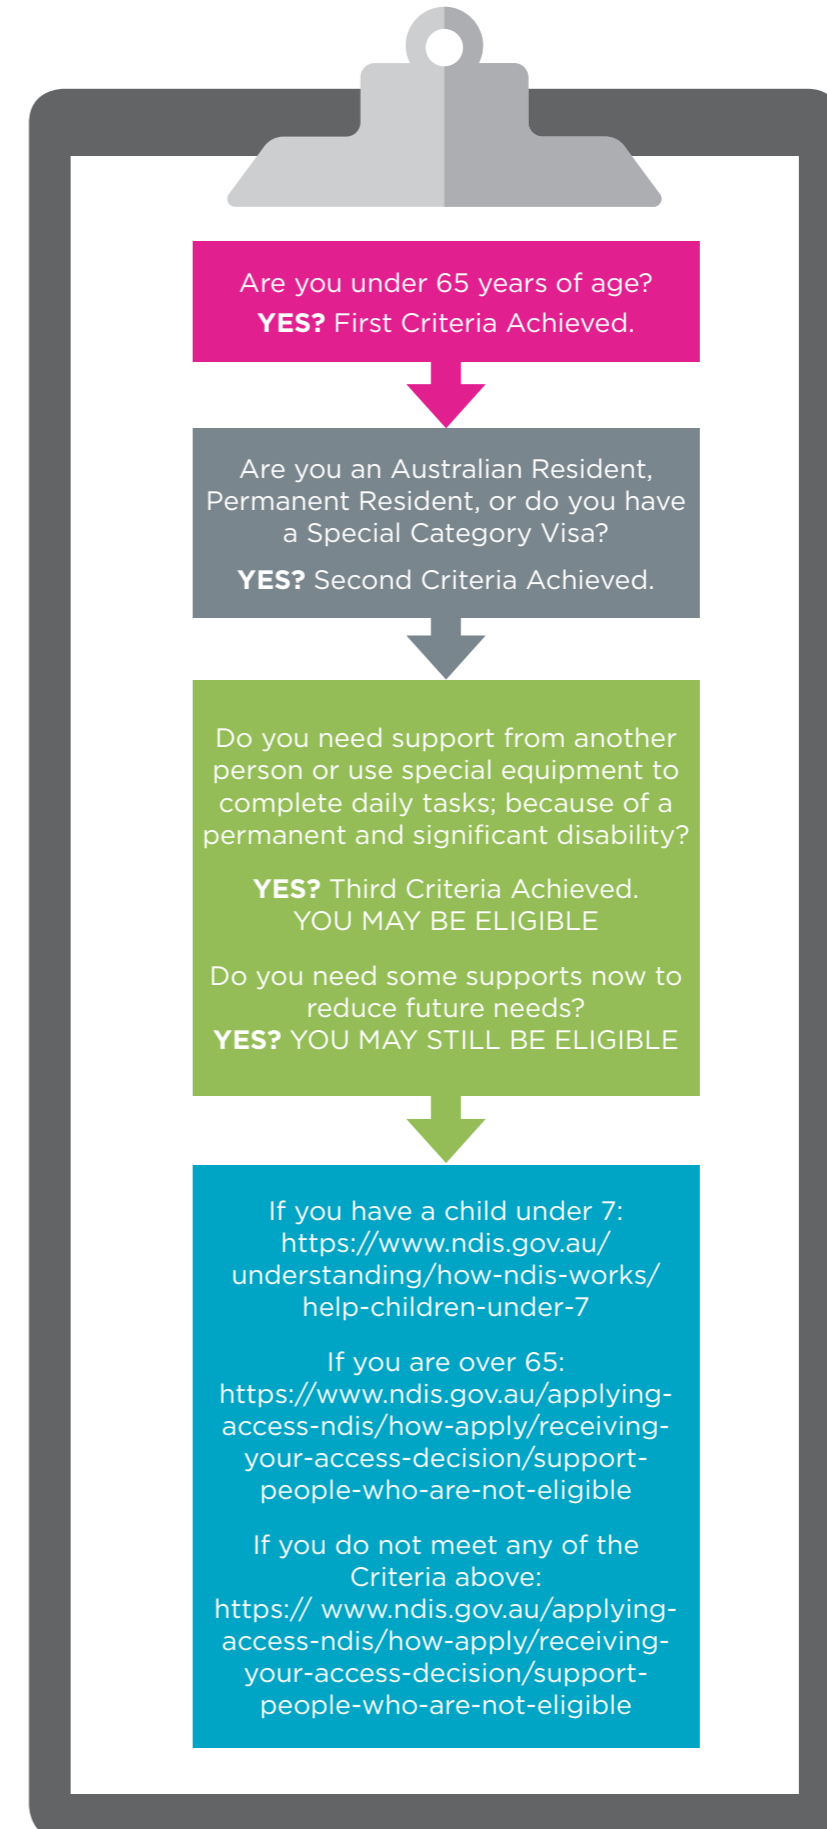 Are you under 65 years of age?
YES? First Criteria Achieved.
Are you an Australian Resident,
Permanent Resident, or do you have
a Special Category Visa?
YES? Second Criteria Achieved.
Do you need support from another
person or use special equipment to
complete daily tasks; because of a
permanent and significant disability?
YES? Third Criteria Achieved.
YOU MAY BE ELIGIBLE
Do you need some supports now to
reduce future needs?
YES? YOU MAY STILL BE ELIGIBLE
If you have a child under 7:
https://www.ndis.gov.au/
understanding/how-ndis-works/
help-children-under-7
If you are over 65:
https://www.ndis.gov.au/applying-
access-ndis/how-apply/receiving-
your-access-decision/support-
people-who-are-not-eligible
If you do not meet any of the
Criteria above:
https:// www.ndis.gov.au/applying-
access-ndis/how-apply/receiving-
your-access-decision/support-
people-who-are-not-eligible